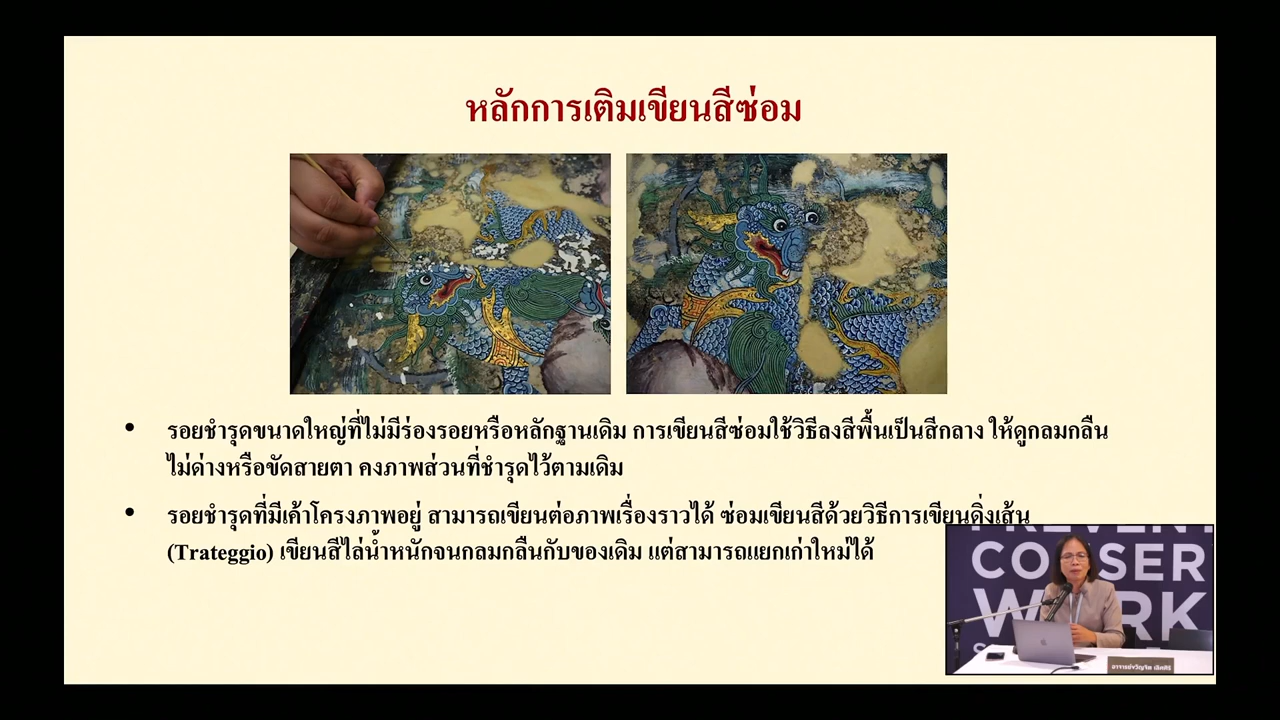 หลักการเติมเขียนสีซ่อม
• รอยชำรุดขนาดใหญ่ที่ไม่มีร่องรอยหรือหลักฐานเดิม การเขียนสีซ่อมใช้วิธีลงสีพื้นเป็นสีกลาง ให้ดูกลมกลืน
ไม่ด่างหรือขัดสายตา คงภาพส่วนที่ชำรุดไว้ตามเดิม
• รอยชำรุดที่มีเค้าโครงภาพอยู่ สามารถเขียนต่อภาพเรื่องราวได้ ซ่อมเขียนสีด้วยวิธีการเขียนดิ่งเส้น
(Trateggio) เขียนสีไล่น้ำหนักจนกลมกลืนกับของเดิม แต่สามารถแยกเก่าใหม่ได้
PREVENT
CO SER
W RK